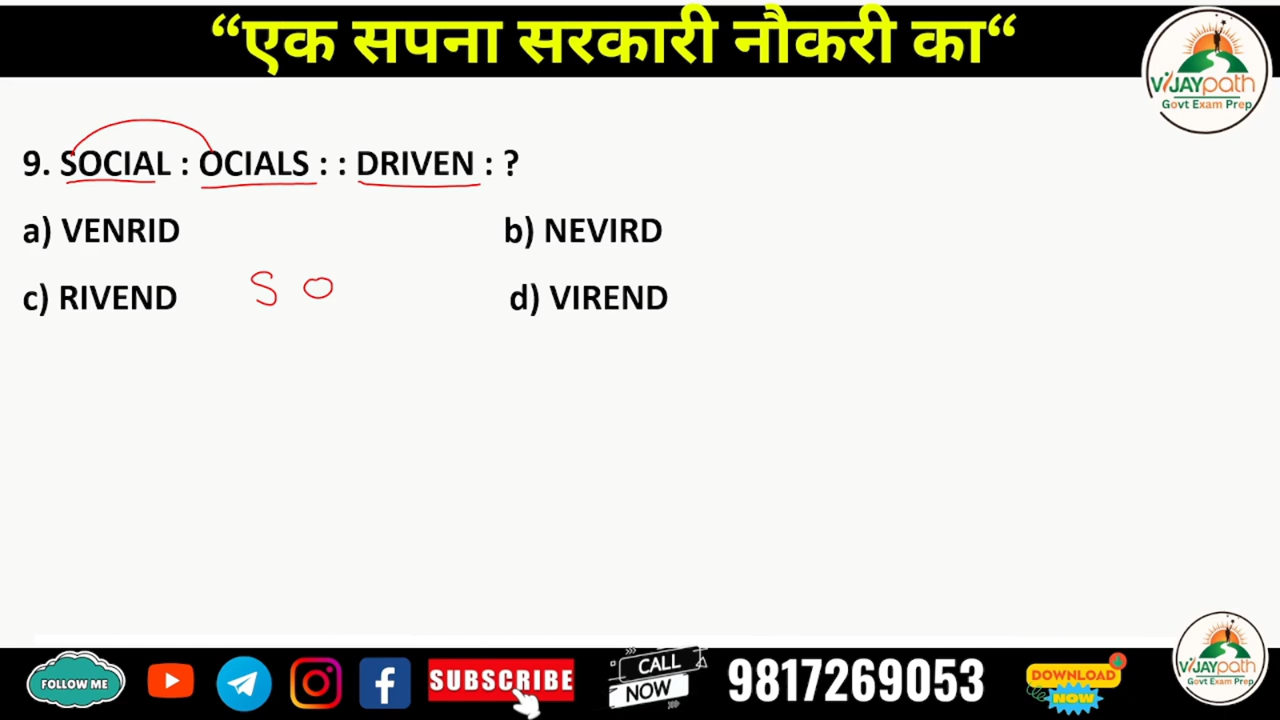 “एक सपना सरकारी नौकरी का“
VIJAYpath
Govt Exam Prep
9. SOCIAL : OCIALS : : DRIVEN : ?
a) VENRID b) NEVIRD
c) RIVEND S O d) VIREND
FOLLOW ME SUBSCRIBE CALL NOW 9817269053 DOWNLOAD NOW
VIJAYpath
Govt Exam Prep